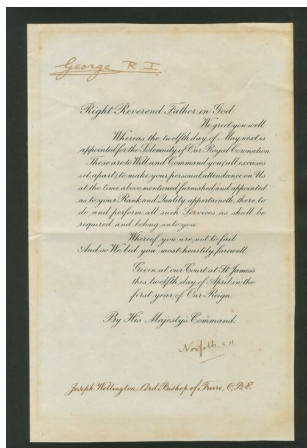 George R.I.
Right Reverend Father in God
We greet you well
Whereas the twelfth day of May next is
appointed for the Solemnity of Our Royal Coronation
These are to Will and Command you (all excuses
set apart) to make your personal attendance on Us
at the time above mentioned furnished and appointed
as to your Rank and Quality appertaineth, there to
do and perform all such Services as shall be
required and belong unto you.
Whereof you are not to fail
And so We bid you most heartily farewell
Given at our Court at St. James's
this twelfth day of April in the
first year of Our Reign.
By His Majesty's Command.
Norfolk E.M.
Joseph Wellington, Lord Bishop of Truro, O.B.E.